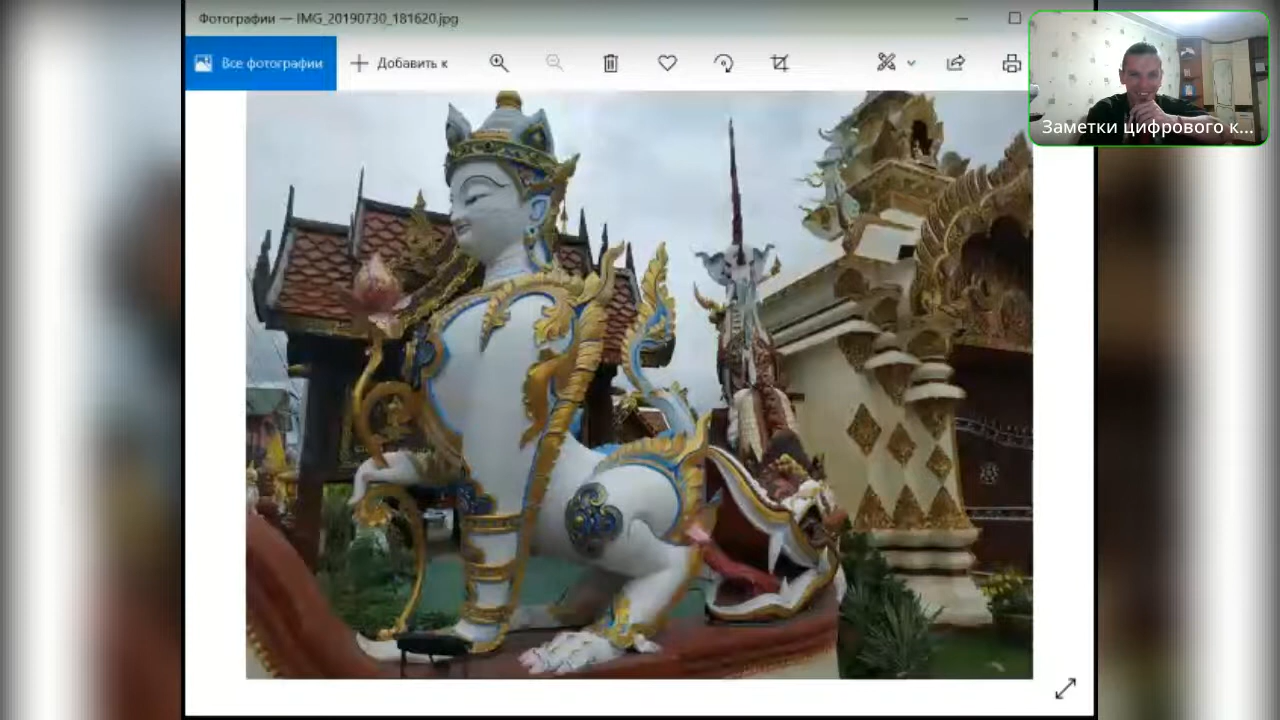 Фотографии — IMG_20190730_181620.jpg
Все фотографии
Добавить к
Заметки цифрового к...